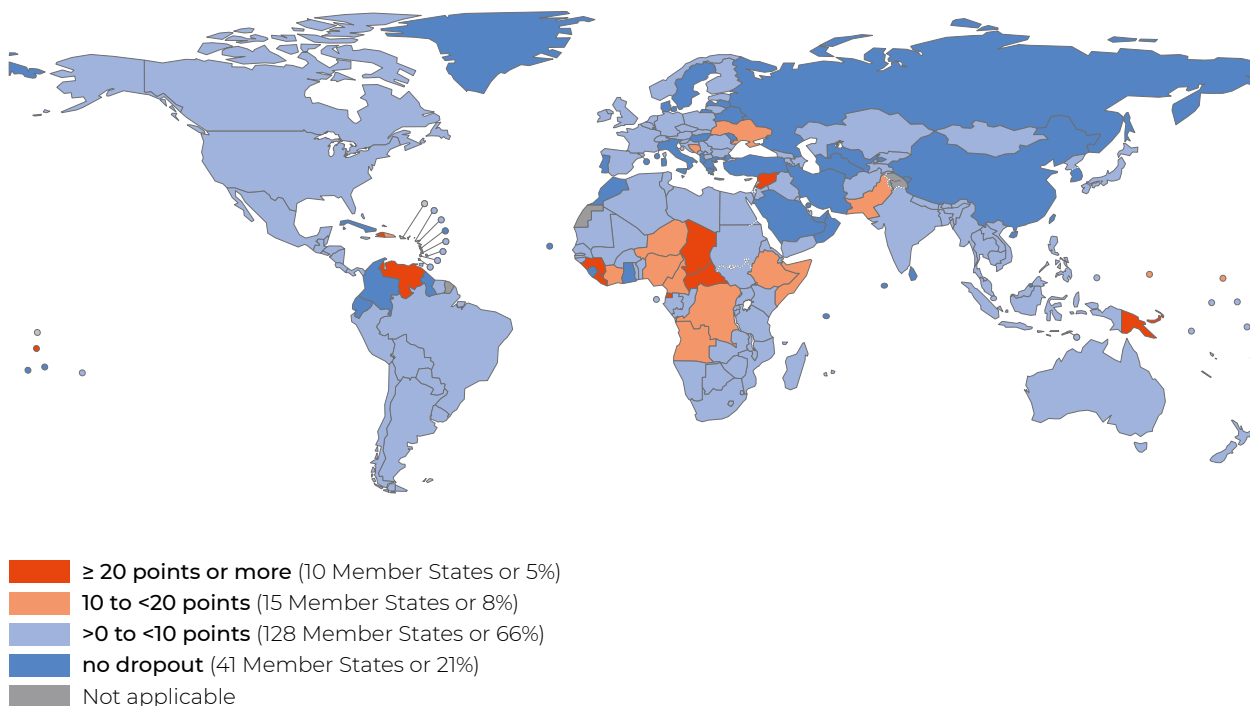 ≥ 20 points or more (10 Member States or 5%)
10 to <20 points (15 Member States or 8%)
>0 to <10 points (128 Member States or 66%)
no dropout (41 Member States or 21%)
Not applicable